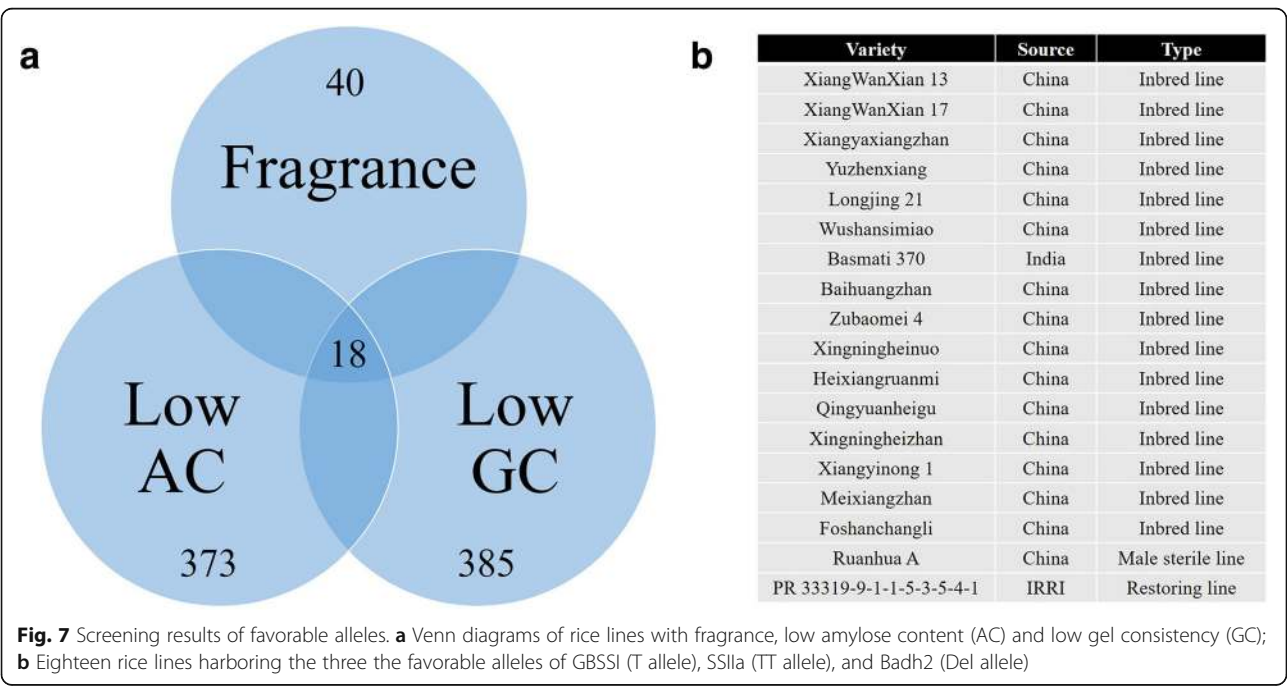 a
40
Fragrance
18
Low
AC
Low
GC
373
385
b
Variety Source Type
XiangWanXian 13 China Inbred line
XiangWanXian 17 China Inbred line
Xiangyaxiangzhan China Inbred line
Yuzhenxiang China Inbred line
Longjing 21 China Inbred line
Wushansimiao China Inbred line
Basmati 370 India Inbred line
Baihuangzhan China Inbred line
Zubaomei 4 China Inbred line
Xingningheinuo China Inbred line
Heixiangruanmi China Inbred line
Qingyuanheigu China Inbred line
Xingningheizhan China Inbred line
Xiangyinong 1 China Inbred line
Meixiangzhan China Inbred line
Foshanchangli China Inbred line
Ruanhua A China Male sterile line
PR 33319-9-1-1-5-3-5-4-1 IRRI Restoring line
Fig. 7 Screening results of favorable alleles. a Venn diagrams of rice lines with fragrance, low amylose content (AC) and low gel consistency (GC);
b Eighteen rice lines harboring the three the favorable alleles of GBSSI (T allele), SSIIa (TT allele), and Badh2 (Del allele)